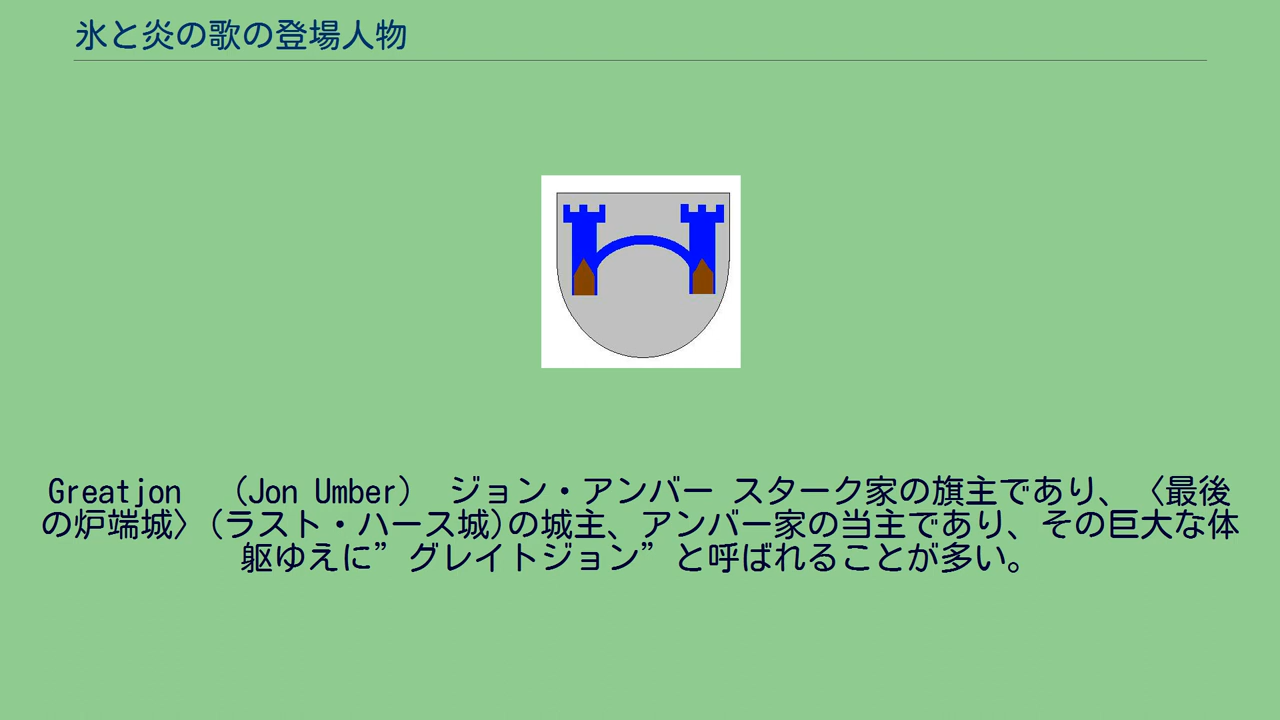 氷と炎の歌の登場人物
Greatjon　（Jon Umber）　ジョン・アンバー スターク家の旗主であり、〈最後
の炉端城〉(ラスト・ハース城)の城主、アンバー家の当主であり、その巨大な体
躯ゆえに”グレイトジョン”と呼ばれることが多い。